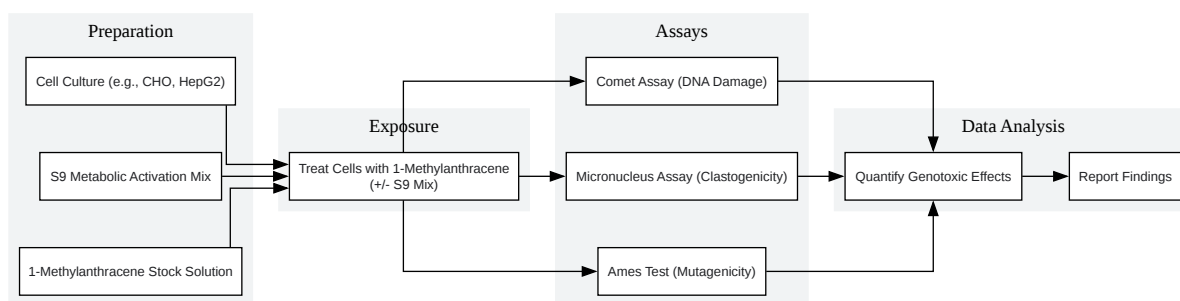 Preparation
Cell Culture (e.g., CHO, HepG2)
S9 Metabolic Activation Mix
1-Methylanthracene Stock Solution
Exposure
Treat Cells with 1-Methylanthracene
(+/- S9 Mix)
Assays
Comet Assay (DNA Damage)
Micronucleus Assay (Clastogenicity)
Ames Test (Mutagenicity)
Data Analysis
Quantify Genotoxic Effects
Report Findings